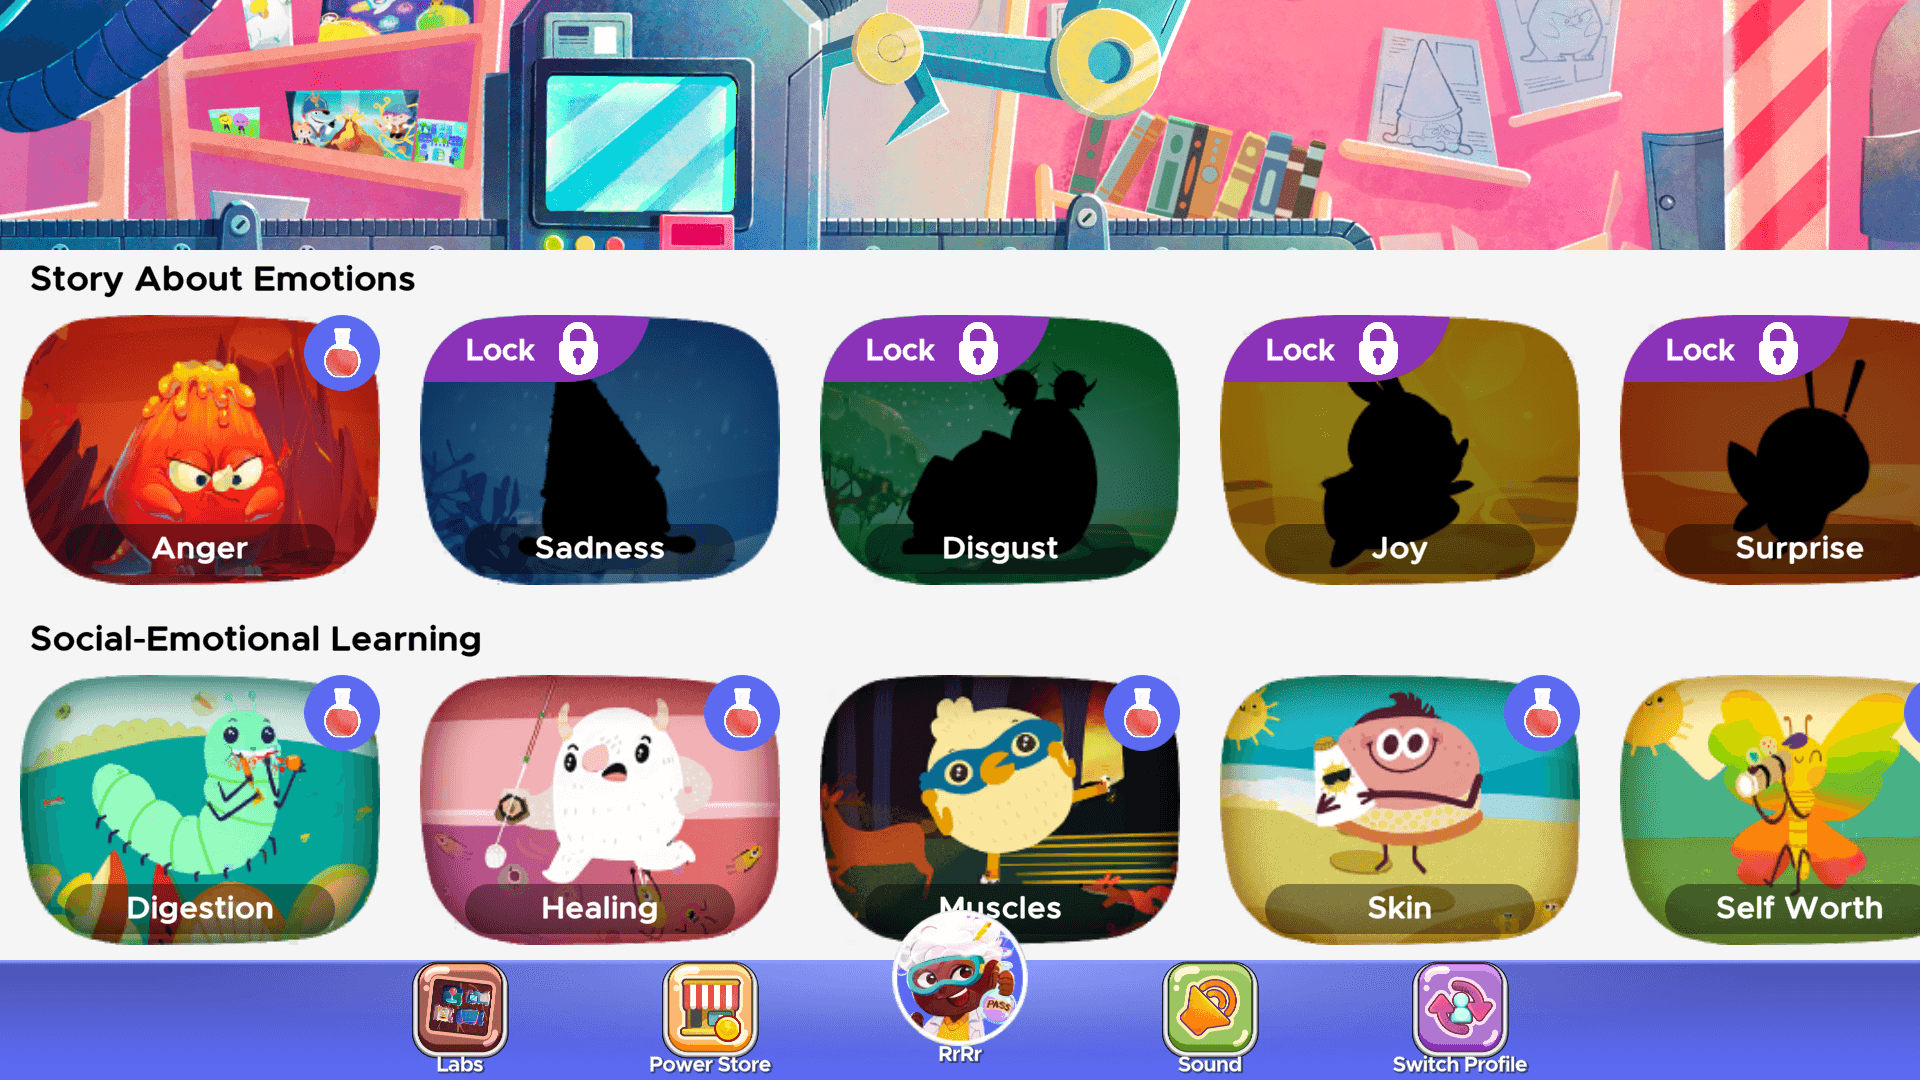 Story About Emotions
Lock
Lock
Lock
Lock
Anger
Sadness
Disgust
Joy
Surprise
Social-Emotional Learning
Digestion
Healing
Muscles
Skin
Self Worth
PASS
Labs
Power Store
RrRr
Sound
Switch Profile